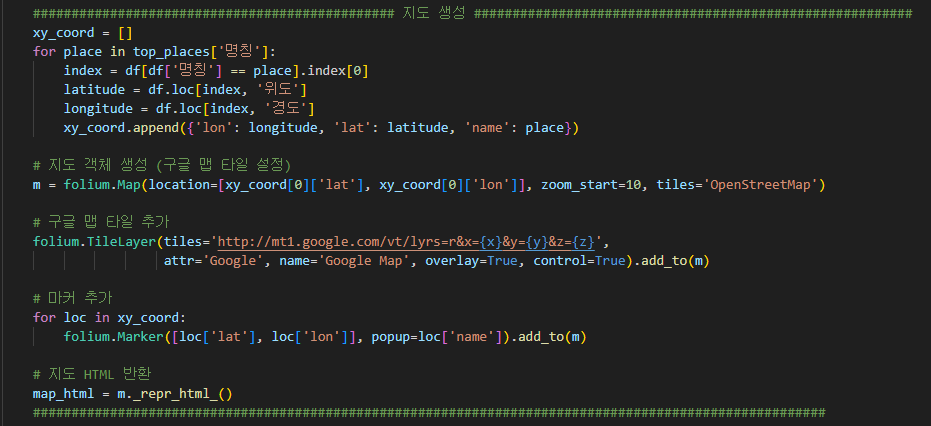 ############################################### 지도 생성 #########################################################
xy_coord = []
for place in top_places['명칭']:
    index = df[df['명칭'] == place].index[0]
    latitude = df.loc[index, '위도']
    longitude = df.loc[index, '경도']
    xy_coord.append({'lon': longitude, 'lat': latitude, 'name': place})

# 지도 객체 생성 (구글 맵 타일 설정)
m = folium.Map(location=[xy_coord[0]['lat'], xy_coord[0]['lon']], zoom_start=10, tiles='OpenStreetMap')

# 구글 맵 타일 추가
folium.TileLayer(tiles='http://mt1.google.com/vt/lyrs=r&x={x}&y={y}&z={z}',
                 attr='Google', name='Google Map', overlay=True, control=True).add_to(m)

# 마커 추가
for loc in xy_coord:
    folium.Marker([loc['lat'], loc['lon']], popup=loc['name']).add_to(m)

# 지도 HTML 반환
map_html = m._repr_html_()
#######################################################################################################